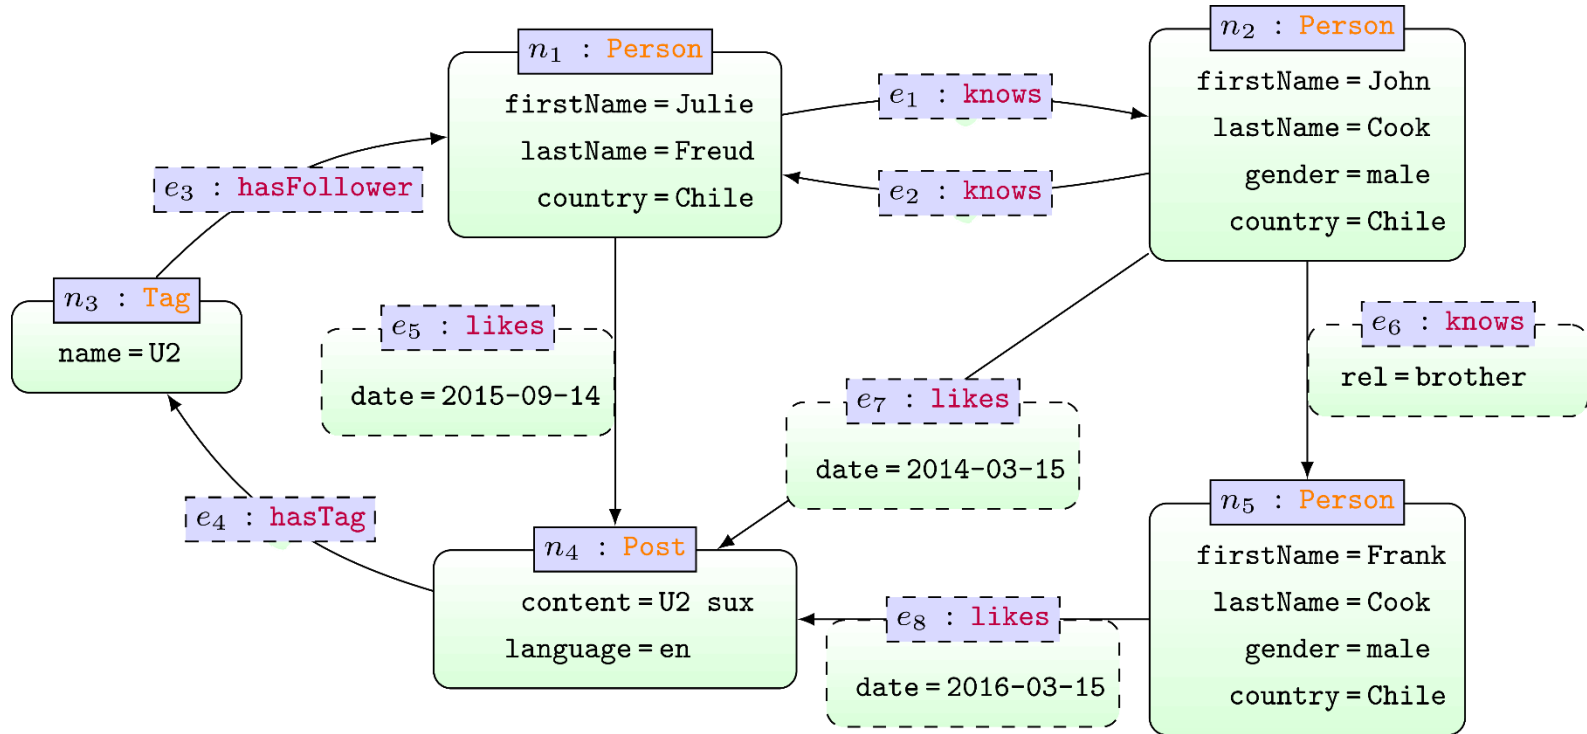 n₁ : Person
firstName = Julie
lastName = Freud
country = Chile
e₁ : knows
e₂ : knows
n₂ : Person
firstName = John
lastName = Cook
gender = male
country = Chile
e₃ : hasFollower
n₃ : Tag
name = U2
e₅ : likes
date = 2015-09-14
e₇ : likes
date = 2014-03-15
e₆ : knows
rel = brother
e₄ : hasTag
n₄ : Post
content = U2 sux
language = en
e₈ : likes
date = 2016-03-15
n₅ : Person
firstName = Frank
lastName = Cook
gender = male
country = Chile